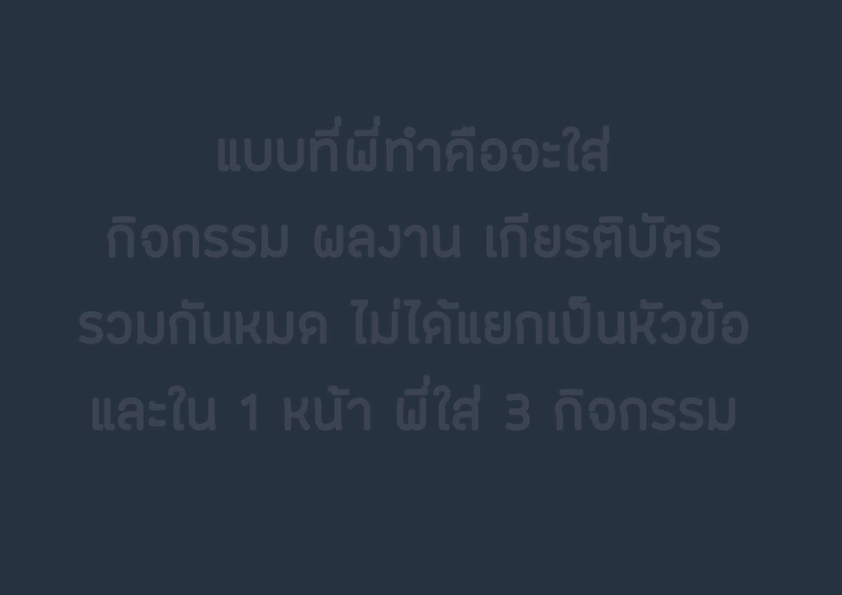 แบบที่พี่ทำคือจะใส่
กิจกรรม ผลงาน เกียรติบัตร
รวมกันหมด ไม่ได้แยกเป็นหัวข้อ
และใน 1 หน้า พี่ใส่ 3 กิจกรรม